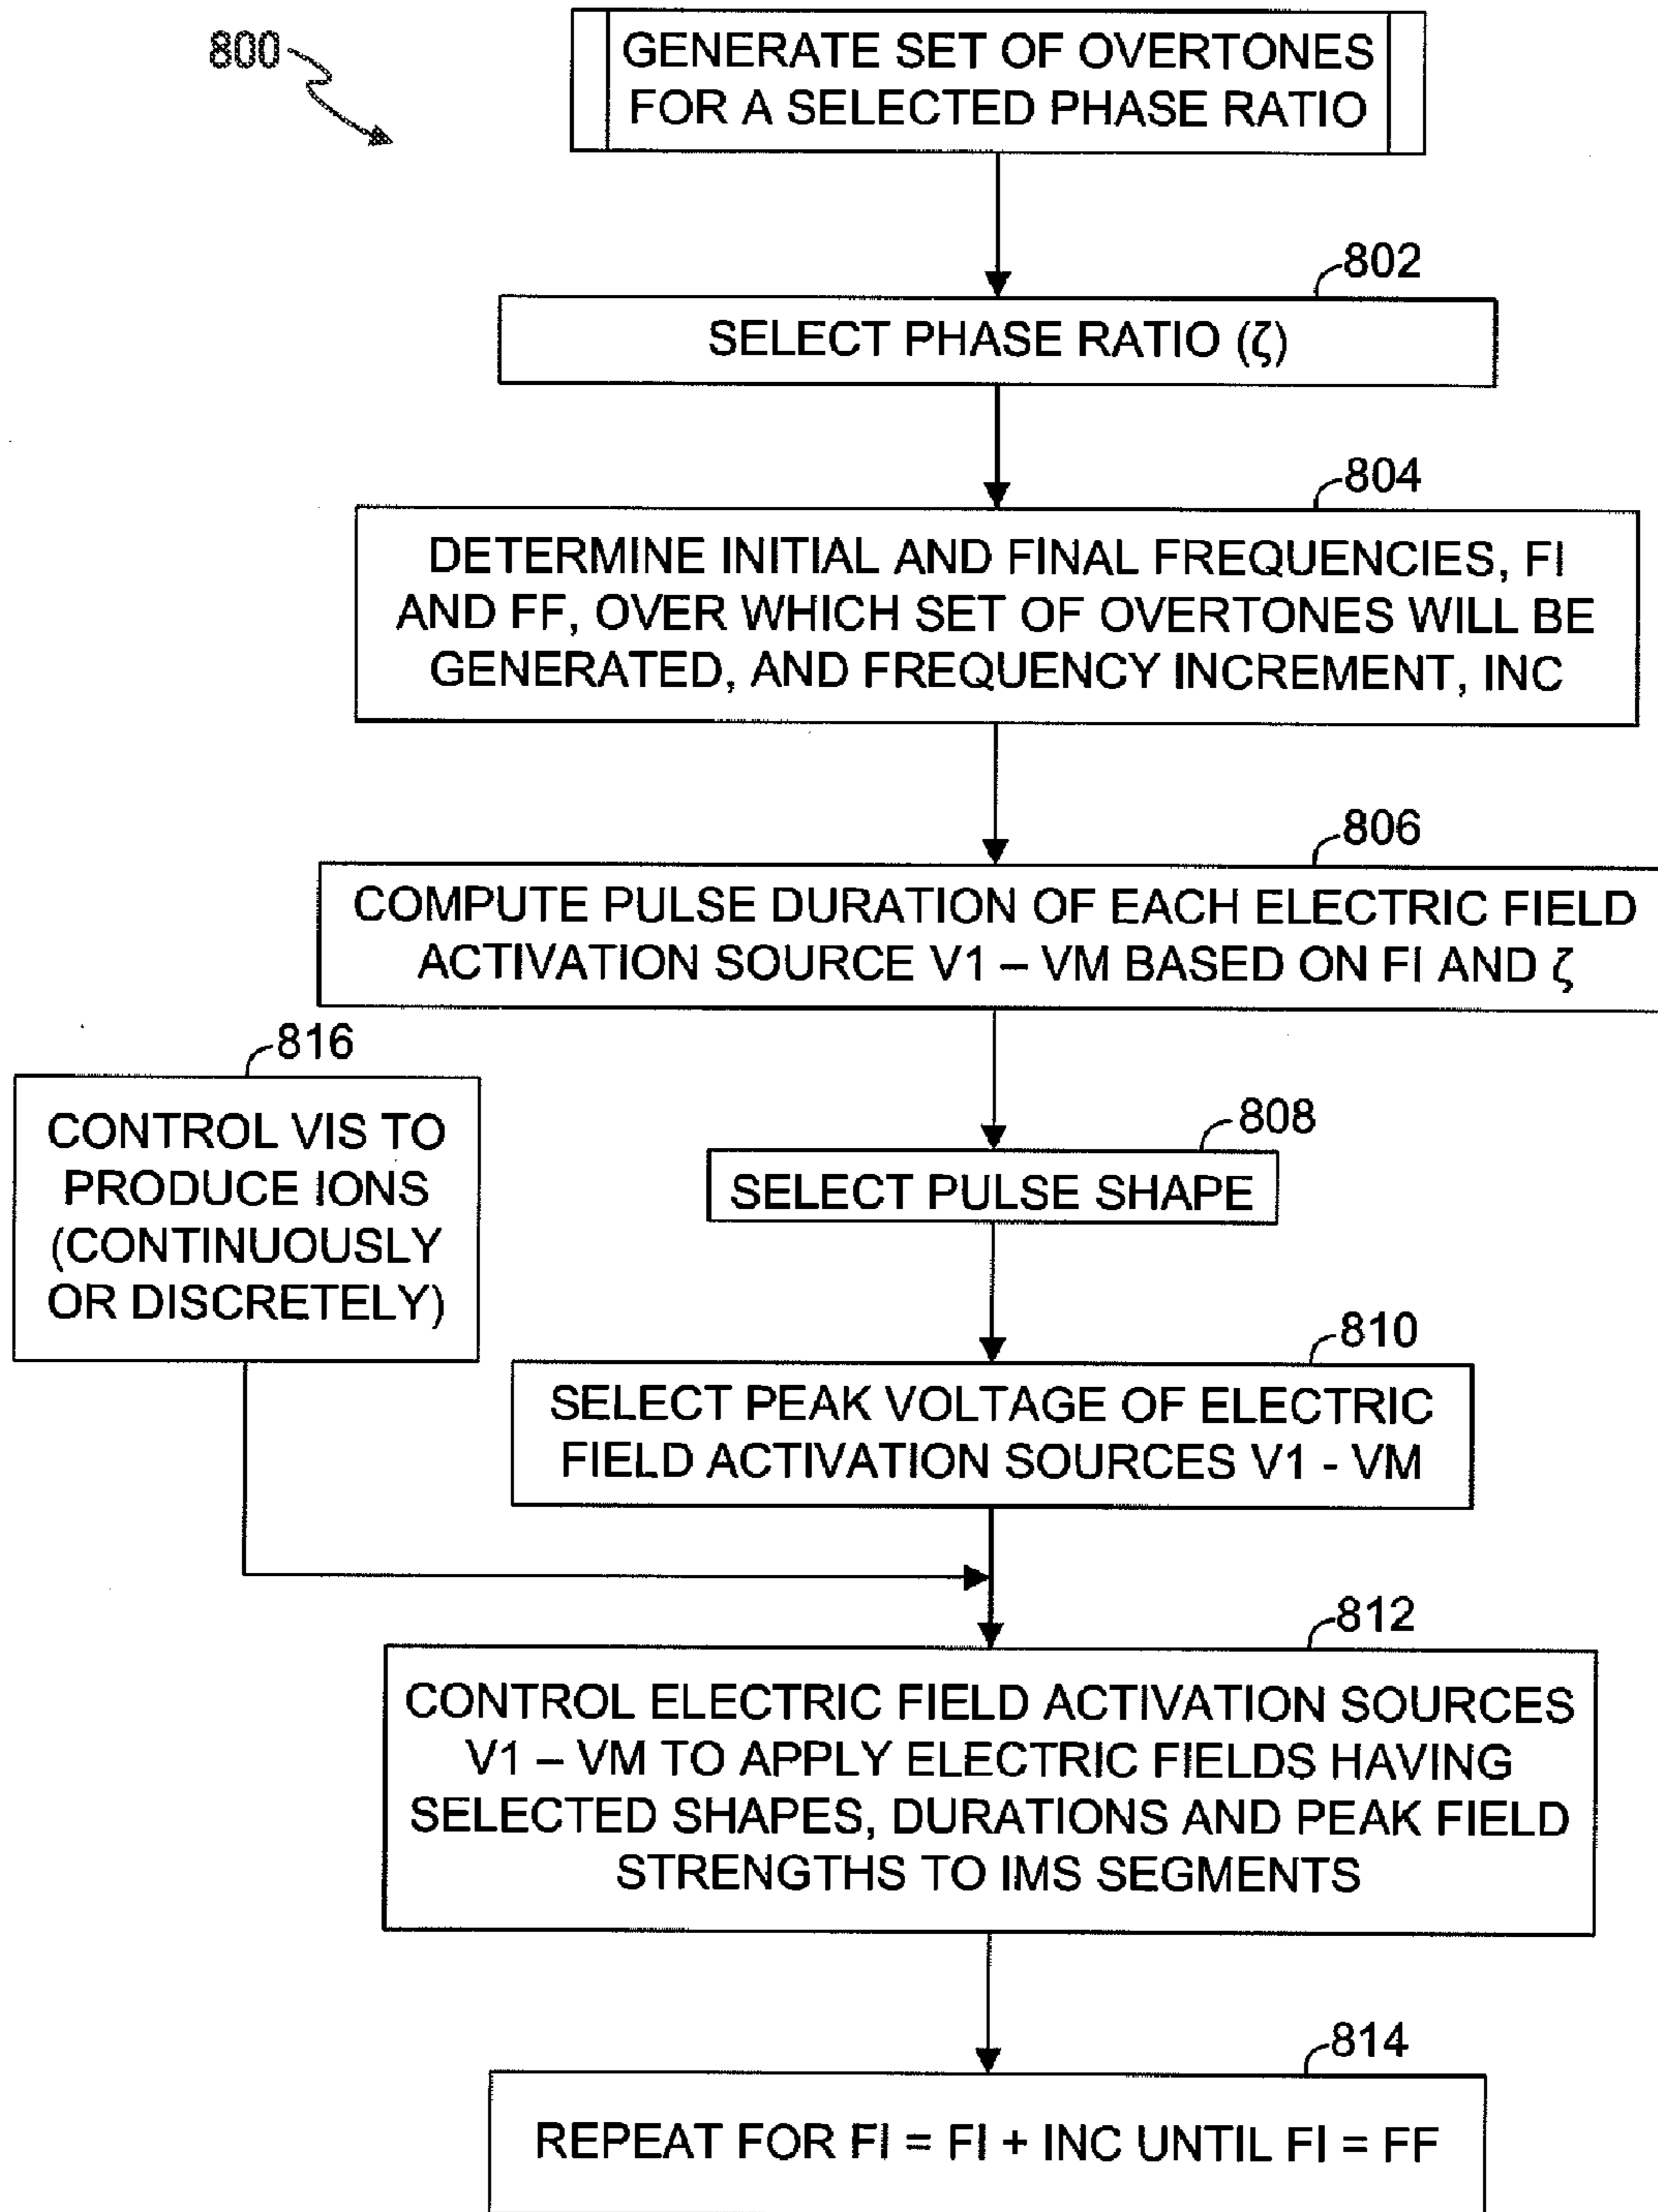 800
GENERATE SET OF OVERTONES
FOR A SELECTED PHASE RATIO
802
SELECT PHASE RATIO (ζ)
804
DETERMINE INITIAL AND FINAL FREQUENCIES, FI
AND FF, OVER WHICH SET OF OVERTONES WILL BE
GENERATED, AND FREQUENCY INCREMENT, INC
806
COMPUTE PULSE DURATION OF EACH ELECTRIC FIELD
ACTIVATION SOURCE V1 – VM BASED ON FI AND ζ
816
CONTROL VIS TO
PRODUCE IONS
(CONTINUOUSLY
OR DISCRETELY)
808
SELECT PULSE SHAPE
810
SELECT PEAK VOLTAGE OF ELECTRIC
FIELD ACTIVATION SOURCES V1 - VM
812
CONTROL ELECTRIC FIELD ACTIVATION SOURCES
V1 – VM TO APPLY ELECTRIC FIELDS HAVING
SELECTED SHAPES, DURATIONS AND PEAK FIELD
STRENGTHS TO IMS SEGMENTS
814
REPEAT FOR FI = FI + INC UNTIL FI = FF